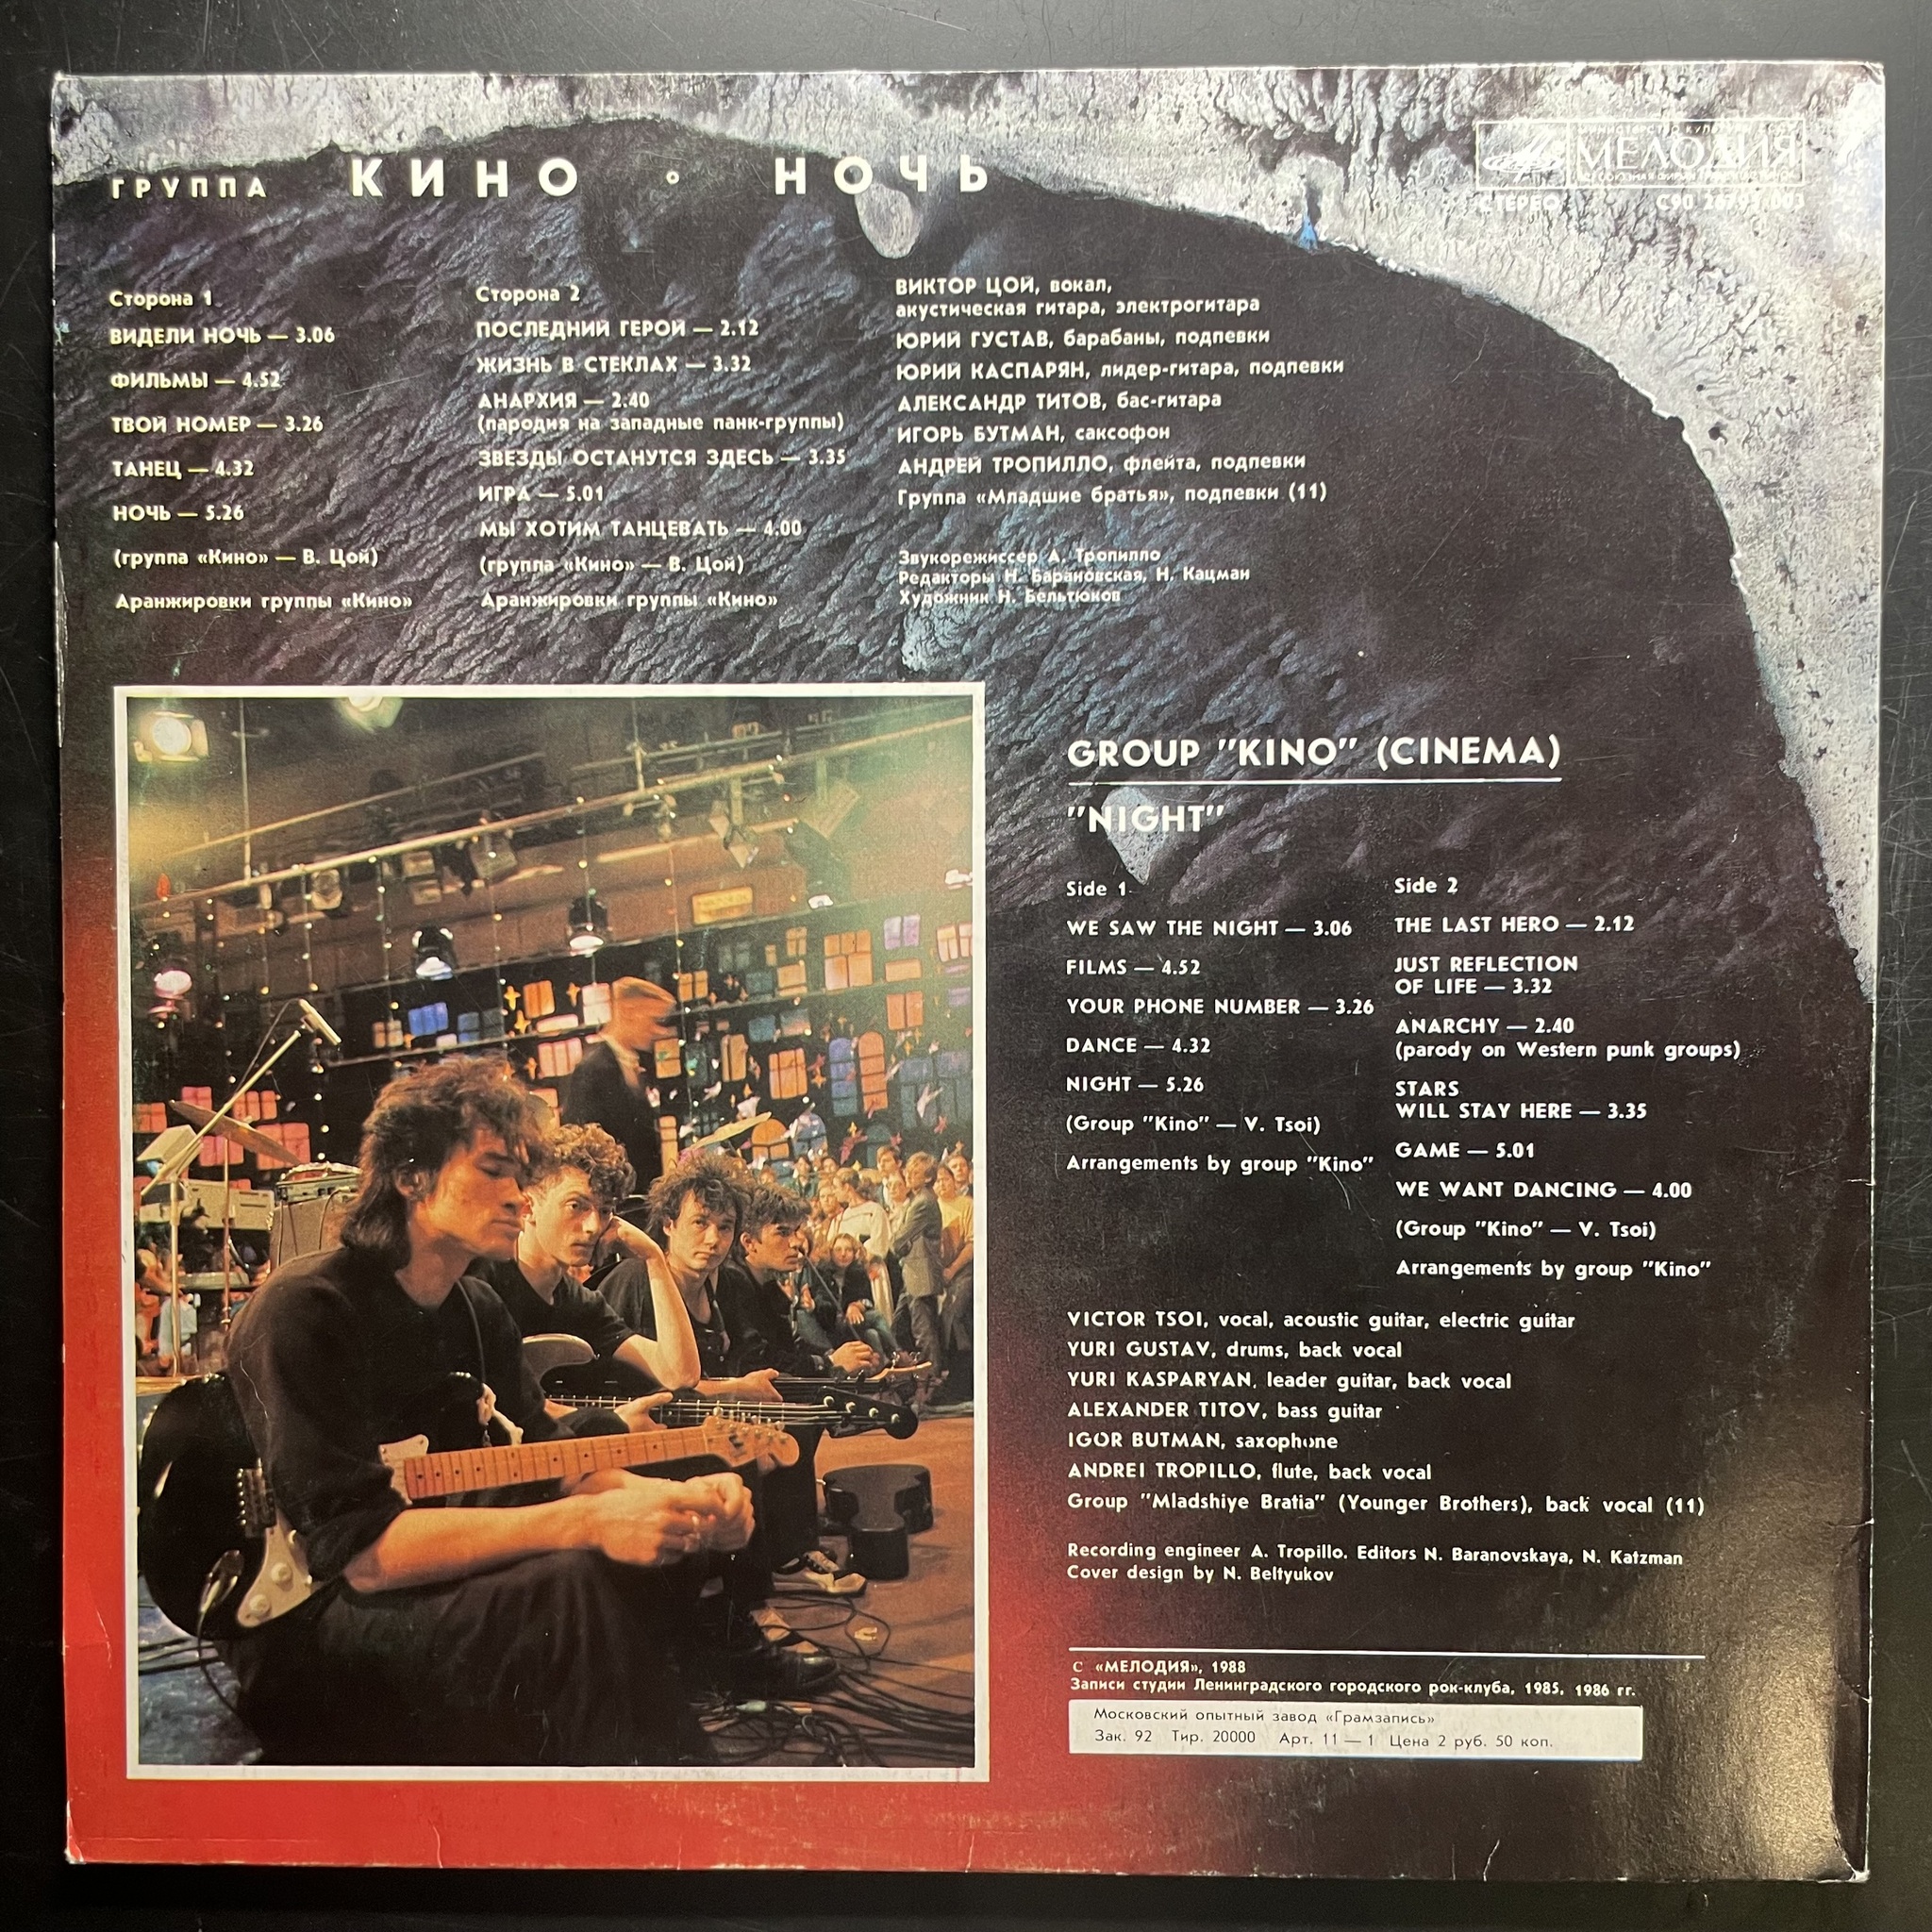 ГРУППА КИНО ° НОЧЬ
МЕЛОДИЯ
СТЕРЕО
Сторона 1
ВИДЕЛИ НОЧЬ — 3.06
ФИЛЬМЫ — 4.52
ТВОЙ НОМЕР — 3.26
ТАНЕЦ — 4.32
НОЧЬ — 5.26
(группа «Кино» — В. Цой)
Аранжировки группы «Кино»
Сторона 2
ПОСЛЕДНИЙ ГЕРОЙ — 2.12
ЖИЗНЬ В СТЕКЛАХ — 3.32
АНАРХИЯ — 2.40
(пародия на западные панк-группы)
ЗВЕЗДЫ ОСТАНУТСЯ ЗДЕСЬ — 3.35
ИГРА — 5.01
МЫ ХОТИМ ТАНЦЕВАТЬ — 4.00
(группа «Кино» — В. Цой)
Аранжировки группы «Кино»
ВИКТОР ЦОЙ, вокал,
акустическая гитара, электрогитара
ЮРИЙ ГУСТАВ, барабаны, подпевки
ЮРИЙ КАСПАРЯН, лидер-гитара, подпевки
АЛЕКСАНДР ТИТОВ, бас-гитара
ИГОРЬ БУТМАН, саксофон
АНДРЕЙ ТРОПИЛЛО, флейта, подпевки
Группа «Младшие братья», подпевки (11)
Звукорежиссер А. Тропилло
Редакторы Н. Барановская, Н. Кацман
Художник Н. Бельтюков
GROUP "KINO" (CINEMA)
"NIGHT"
Side 1
WE SAW THE NIGHT — 3.06
FILMS — 4.52
YOUR PHONE NUMBER — 3.26
DANCE — 4.32
NIGHT — 5.26
(Group "Kino" — V. Tsoi)
Arrangements by group "Kino"
Side 2
THE LAST HERO — 2.12
JUST REFLECTION
OF LIFE — 3.32
ANARCHY — 2.40
(parody on Western punk groups)
STARS
WILL STAY HERE — 3.35
GAME — 5.01
WE WANT DANCING — 4.00
(Group "Kino" — V. Tsoi)
Arrangements by group "Kino"
VICTOR TSOI, vocal, acoustic guitar, electric guitar
YURI GUSTAV, drums, back vocal
YURI KASPARYAN, leader guitar, back vocal
ALEXANDER TITOV, bass guitar
IGOR BUTMAN, saxophone
ANDREI TROPILLO, flute, back vocal
Group "Mladshiye Bratia" (Younger Brothers), back vocal (11)
Recording engineer A. Tropillo. Editors N. Baranovskaya, N. Katzman
Cover design by N. Beltyukov
С «МЕЛОДИЯ», 1988
Записи студии Ленинградского городского рок-клуба, 1985, 1986 гг.
Московский опытный завод «Грамзапись»
Зак. 92 Тир. 20000 Арт. 11 — 1 Цена 2 руб. 50 коп.